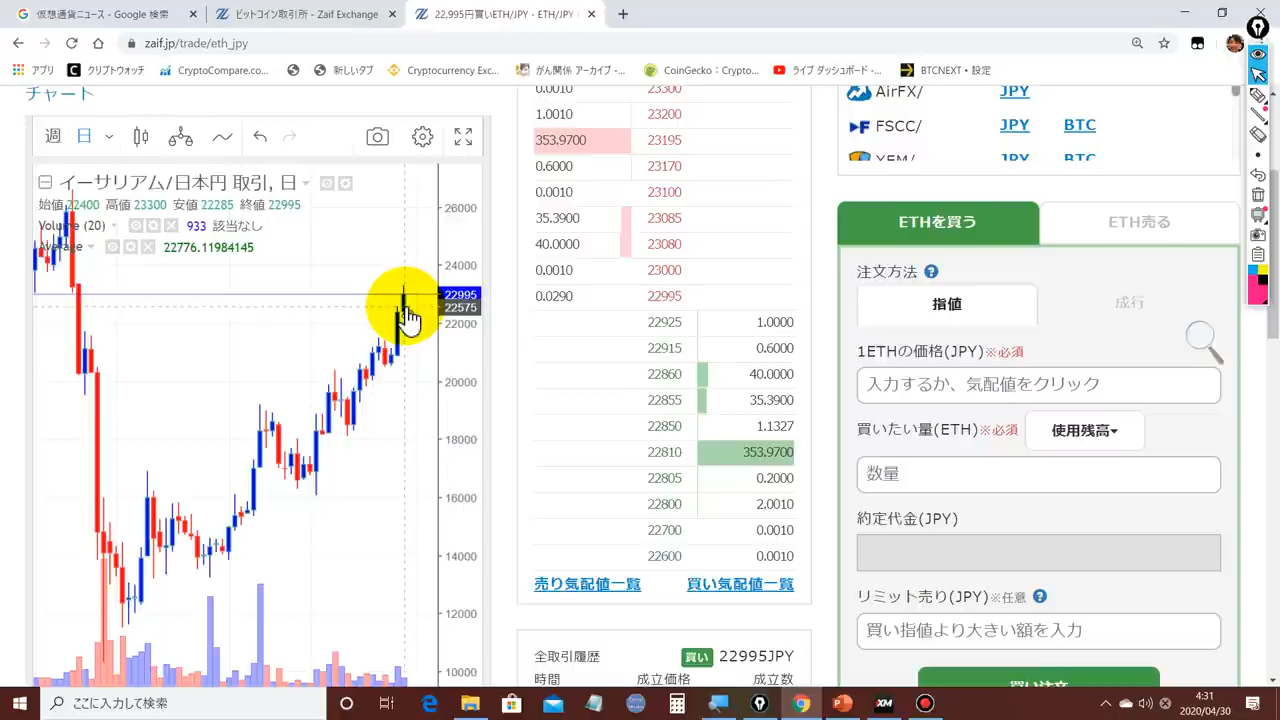 仮想通貨ニュース - Google 検索
ビットコイン取引所 - Zaif Exchange
22,995円買いETH/JPY - ETH/JPY
zaif.jp/trade/eth_jpy
アプリ
クリプトウォッチ
CryptoCompare.co...
新しいタブ
Cryptocurrency Exc...
がん関係 アーカイブ -...
CoinGecko：Crypto...
ライブ ダッシュボード -...
BTCNEXT・設定
チャート
週 日
イーサリアム/日本円 取引, 日
始値 22400 高値 23300 安値 22285 終値 22995
Volume (20) 933 該当なし
22776.11984145
26000
24000
22995
22575
22000
20000
18000
16000
14000
12000
10000
0.0010 23300
1.0010 23200
353.9700 23195
0.6000 23170
0.0010 23100
35.3900 23085
40.0000 23080
0.0010 23000
0.0290 22995
22925 1.0000
22915 0.6000
22860 40.0000
22855 35.3900
22850 1.1327
22810 353.9700
22805 0.2000
22800 2.0010
22700 0.0010
22600 0.0010
売り気配値一覧 買い気配値一覧
全取引履歴 買い 22995JPY
時間 成立価格 成立数
AirFX/ JPY
FSCC/ JPY BTC
XEM/ JPY BTC
ETHを買う ETH売る
注文方法 ?
指値 成行
1ETHの価格(JPY)※必須
入力するか、気配値をクリック
買いたい量(ETH)※必須 使用残高
数量
約定代金(JPY)
リミット売り(JPY)※任意 ?
買い指値より大きい額を入力
買い注文
ここに入力して検索
4:31
2020/04/30